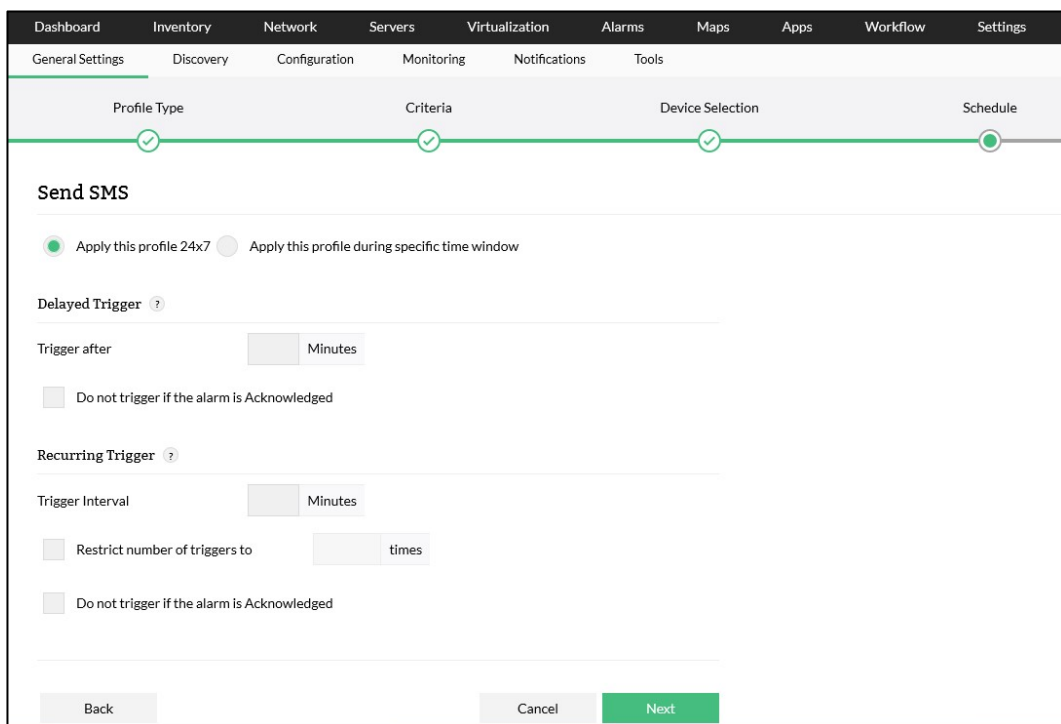 Dashboard Inventory Network Servers Virtualization Alarms Maps Apps Workflow Settings
General Settings Discovery Configuration Monitoring Notifications Tools
Profile Type Criteria Device Selection Schedule
Send SMS
Apply this profile 24x7 Apply this profile during specific time window
Delayed Trigger ?
Trigger after Minutes
Do not trigger if the alarm is Acknowledged
Recurring Trigger ?
Trigger Interval Minutes
Restrict number of triggers to times
Do not trigger if the alarm is Acknowledged
Back Cancel Next